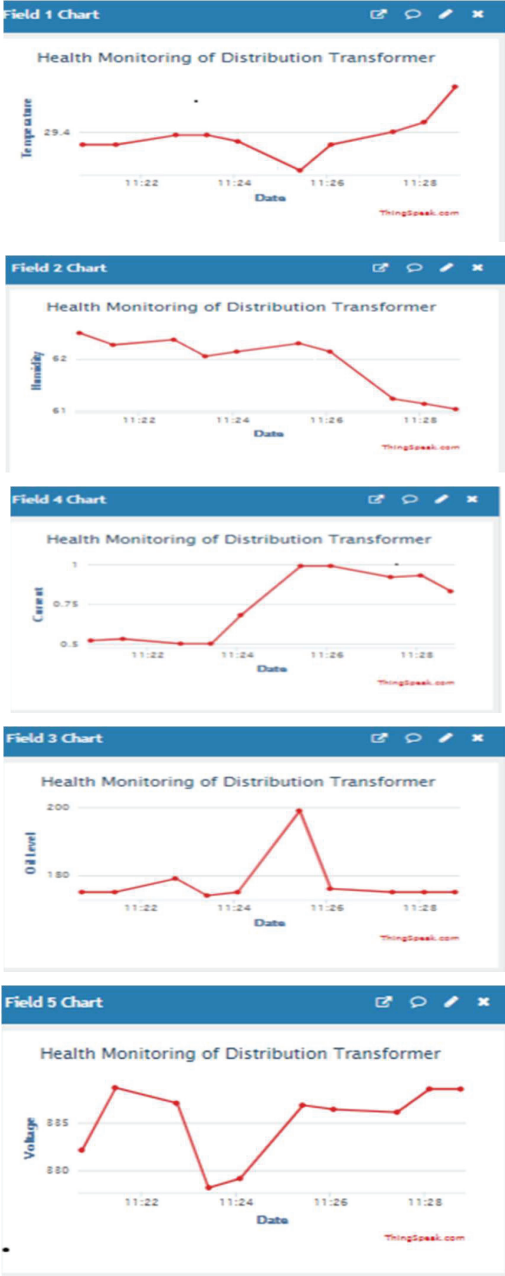 Field 1 Chart
Health Monitoring of Distribution Transformer
Temperature
29.4
11:22 11:24 11:26 11:28
Date
ThingSpeak.com
Field 2 Chart
Health Monitoring of Distribution Transformer
Humidity
62
61
11:22 11:24 11:26 11:28
Date
ThingSpeak.com
Field 4 Chart
Health Monitoring of Distribution Transformer
Current
1
0.75
0.5
11:22 11:24 11:26 11:28
Date
ThingSpeak.com
Field 3 Chart
Health Monitoring of Distribution Transformer
Oil Level
200
180
11:22 11:24 11:26 11:28
Date
ThingSpeak.com
Field 5 Chart
Health Monitoring of Distribution Transformer
Voltage
885
880
11:22 11:24 11:26 11:28
Date
ThingSpeak.com